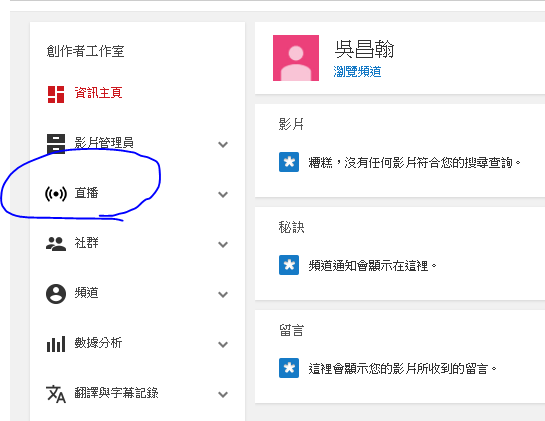 創作者工作室
資訊主頁
影片管理員
直播
社群
頻道
數據分析
翻譯與字幕記錄
吳昌翰
瀏覽頻道
影片
糟糕，沒有任何影片符合您的搜尋查詢。
秘訣
頻道通知會顯示在這裡。
留言
這裡會顯示您的影片所收到的留言。